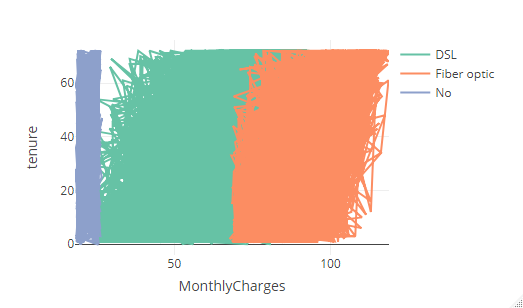 DSL
Fiber optic
No
60
40
20
0
tenure
50
100
MonthlyCharges